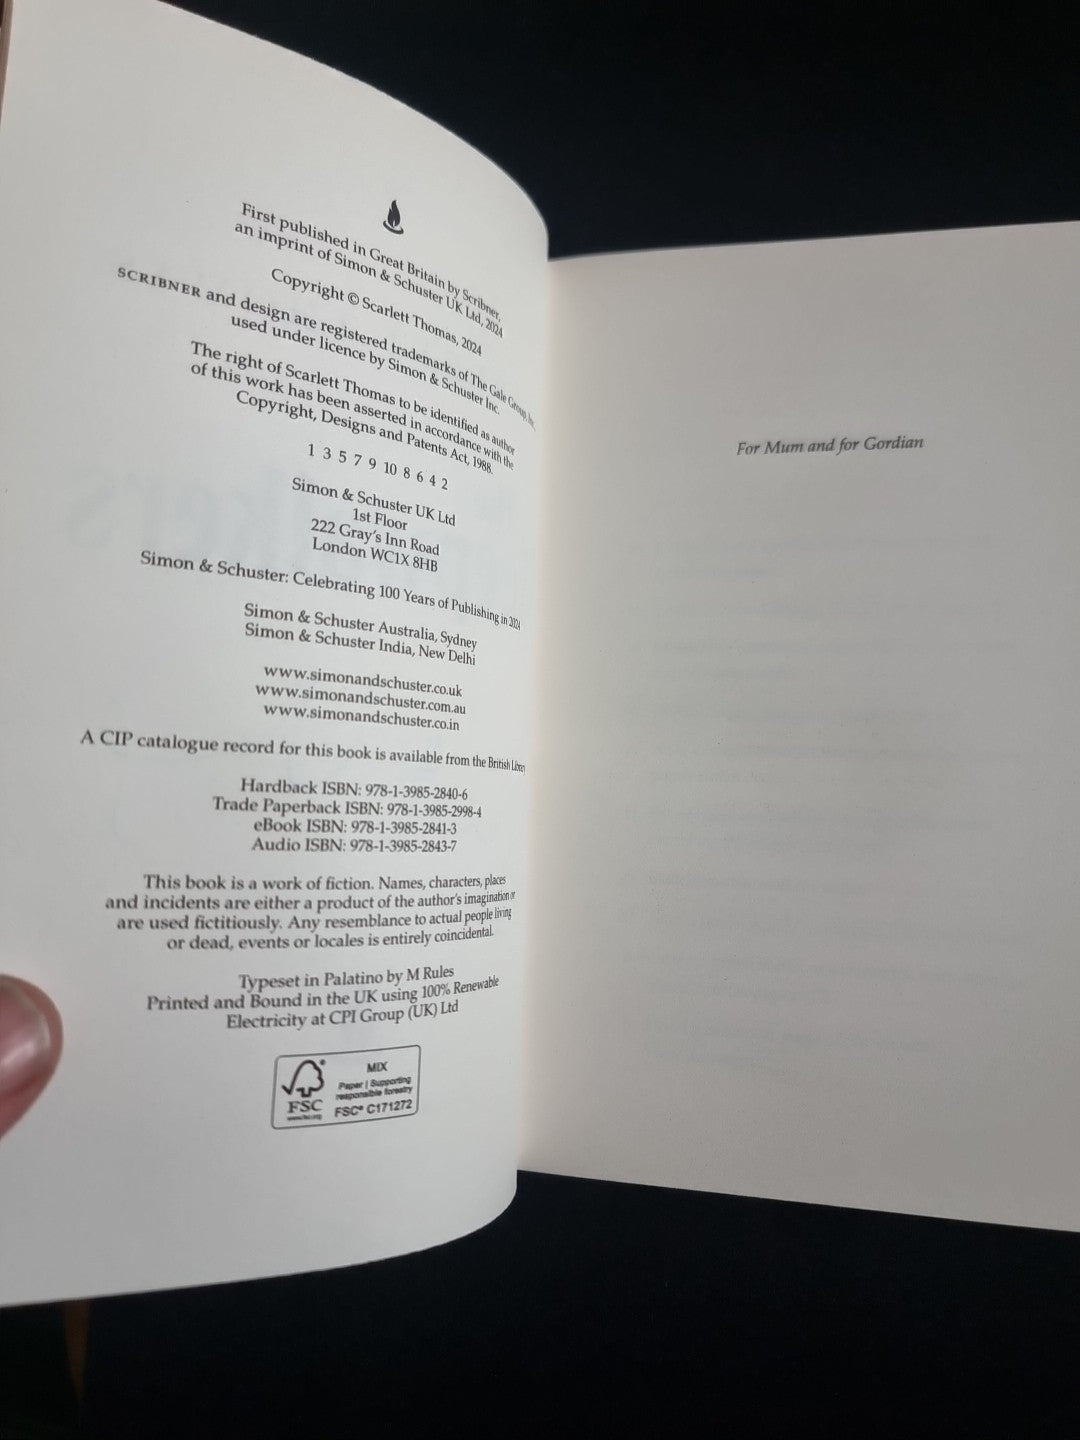 First published in Great Britain by Scribner,
an imprint of Simon & Schuster UK Ltd, 2024
Copyright © Scarlett Thomas, 2024
SCRIBNER and design are registered trademarks of The Gale Group, Inc.
used under licence by Simon & Schuster Inc.
The right of Scarlett Thomas to be identified as author
of this work has been asserted in accordance with the
Copyright, Designs and Patents Act, 1988.
1 3 5 7 9 10 8 6 4 2
Simon & Schuster UK Ltd
1st Floor
222 Gray's Inn Road
London WC1X 8HB
Simon & Schuster: Celebrating 100 Years of Publishing in 2024
Simon & Schuster Australia, Sydney
Simon & Schuster India, New Delhi
www.simonandschuster.co.uk
www.simonandschuster.com.au
www.simonandschuster.co.in
A CIP catalogue record for this book is available from the British Library
Hardback ISBN: 978-1-3985-2840-6
Trade Paperback ISBN: 978-1-3985-2998-4
eBook ISBN: 978-1-3985-2841-3
Audio ISBN: 978-1-3985-2843-7
This book is a work of fiction. Names, characters, places
and incidents are either a product of the author's imagination or
are used fictitiously. Any resemblance to actual people living
or dead, events or locales is entirely coincidental.
Typeset in Palatino by M Rules
Printed and Bound in the UK using 100% Renewable
Electricity at CPI Group (UK) Ltd
FSC
www.fsc.org
MIX
Paper | Supporting
responsible forestry
FSC® C171272
For Mum and for Gordian